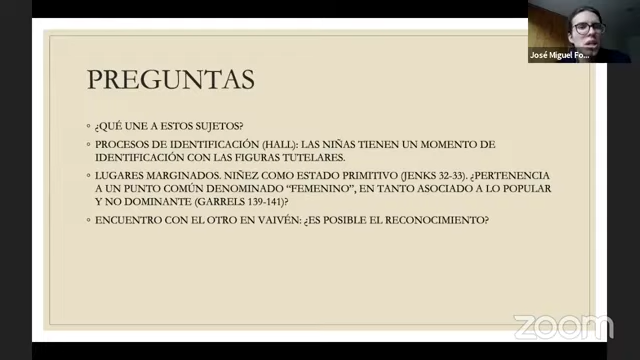 José Miguel Fo...
PREGUNTAS
◦ ¿QUÉ UNE A ESTOS SUJETOS?
◦ PROCESOS DE IDENTIFICACIÓN (HALL): LAS NIÑAS TIENEN UN MOMENTO DE
IDENTIFICACIÓN CON LAS FIGURAS TUTELARES.
◦ LUGARES MARGINADOS. NIÑEZ COMO ESTADO PRIMITIVO (JENKS 32-33). ¿PERTENENCIA
A UN PUNTO COMÚN DENOMINADO “FEMENINO”, EN TANTO ASOCIADO A LO POPULAR
Y NO DOMINANTE (GARRELS 139-141)?
◦ ENCUENTRO CON EL OTRO EN VAIVÉN: ¿ES POSIBLE EL RECONOCIMIENTO?
zoom